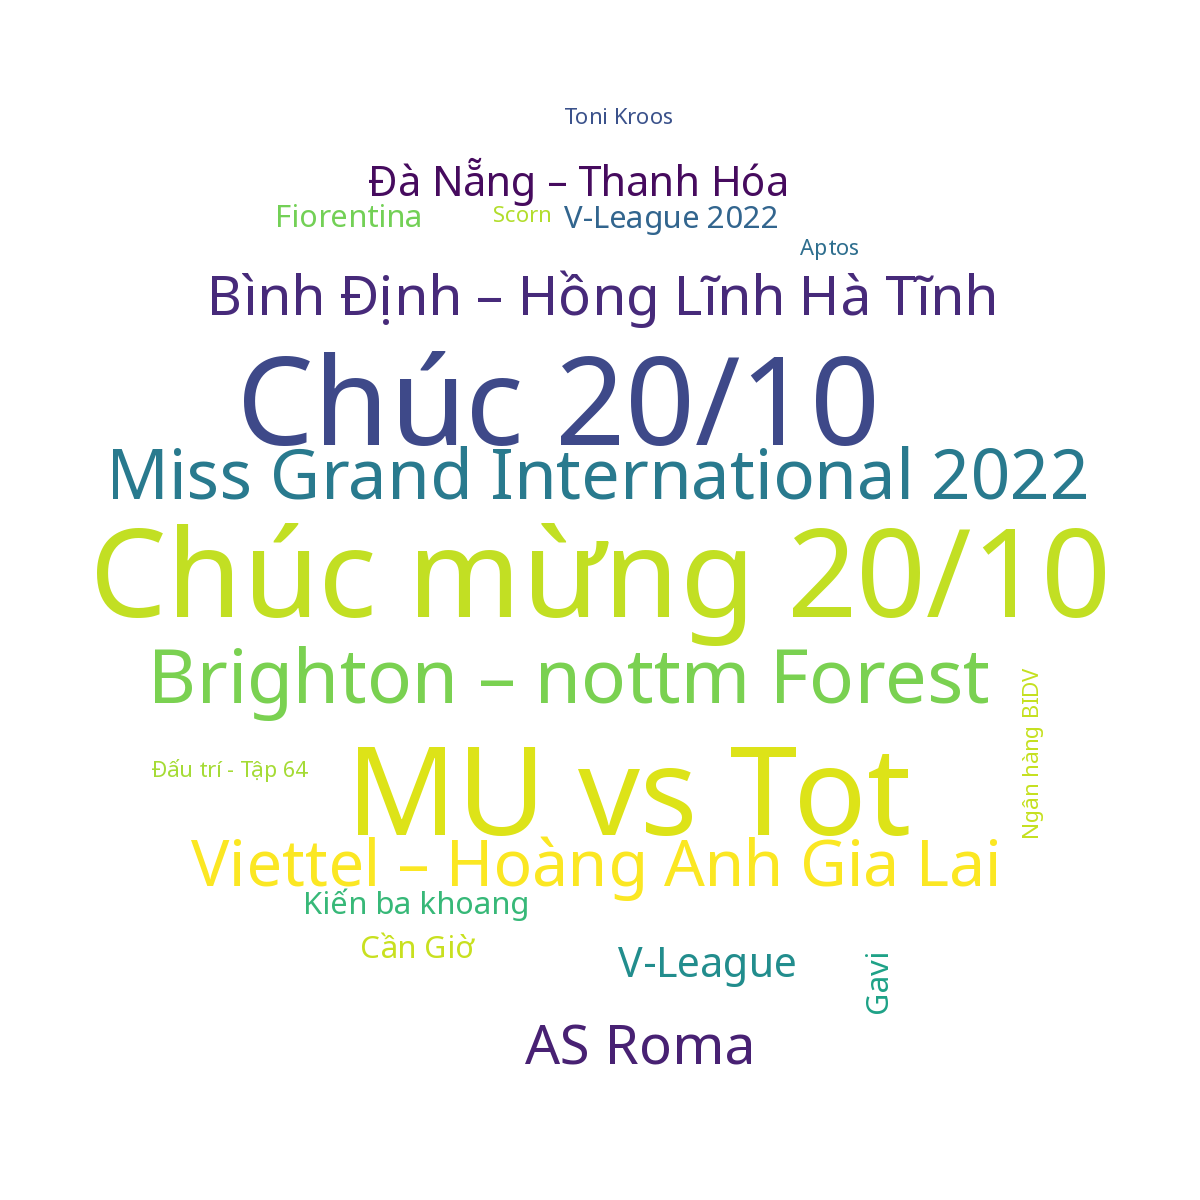 Toni Kroos
Đà Nẵng – Thanh Hóa
Fiorentina
Scorn
V-League 2022
Aptos
Bình Định – Hồng Lĩnh Hà Tĩnh
Chúc 20/10
Miss Grand International 2022
Chúc mừng 20/10
Brighton – nottm Forest
Ngân hàng BIDV
MU vs Tot
Đấu trí - Tập 64
Viettel – Hoàng Anh Gia Lai
Kiến ba khoang
Cần Giờ
V-League
Gavi
AS Roma